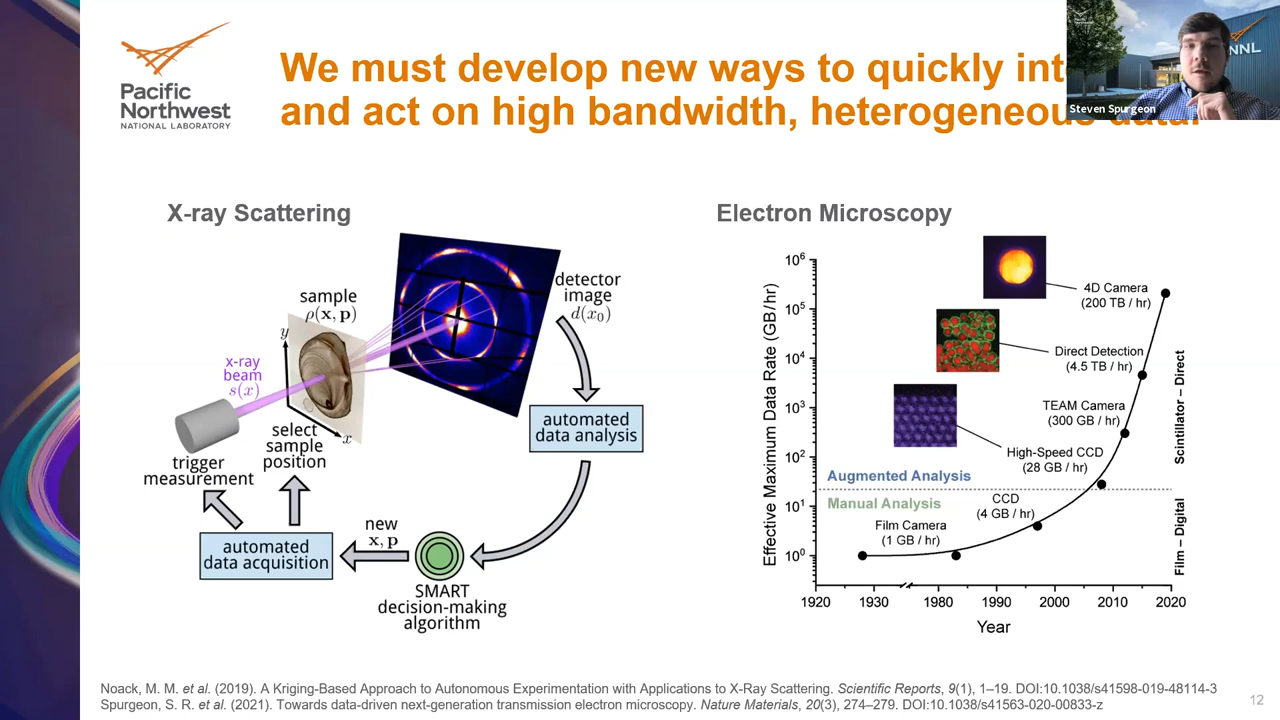 Pacific
Northwest
NATIONAL LABORATORY
We must develop new ways to quickly
and act on high bandwidth, heterogeneous data!
NNL
Steven Spurgeon
X-ray Scattering
sample
ρ(x, p)
y
x
x-ray
beam
s(x)
detector
image
d(x₀)
automated
data analysis
trigger
measurement
select
sample
position
automated
data acquisition
new
x, p
SMART
decision-making
algorithm
Electron Microscopy
Effective Maximum Data Rate (GB/hr)
10⁶
10⁵
10⁴
10³
10²
10¹
10⁰
4D Camera
(200 TB / hr)
Direct Detection
(4.5 TB / hr)
TEAM Camera
(300 GB / hr)
High-Speed CCD
(28 GB / hr)
Augmented Analysis
Manual Analysis
CCD
(4 GB / hr)
Film Camera
(1 GB / hr)
Scintillator – Direct
Film – Digital
1920 1930 1980 1990 2000 2010 2020
Year
Noack, M. M. et al. (2019). A Kriging-Based Approach to Autonomous Experimentation with Applications to X-Ray Scattering. Scientific Reports, 9(1), 1–19. DOI:10.1038/s41598-019-48114-3
Spurgeon, S. R. et al. (2021). Towards data-driven next-generation transmission electron microscopy. Nature Materials, 20(3), 274–279. DOI:10.1038/s41563-020-00833-z
12